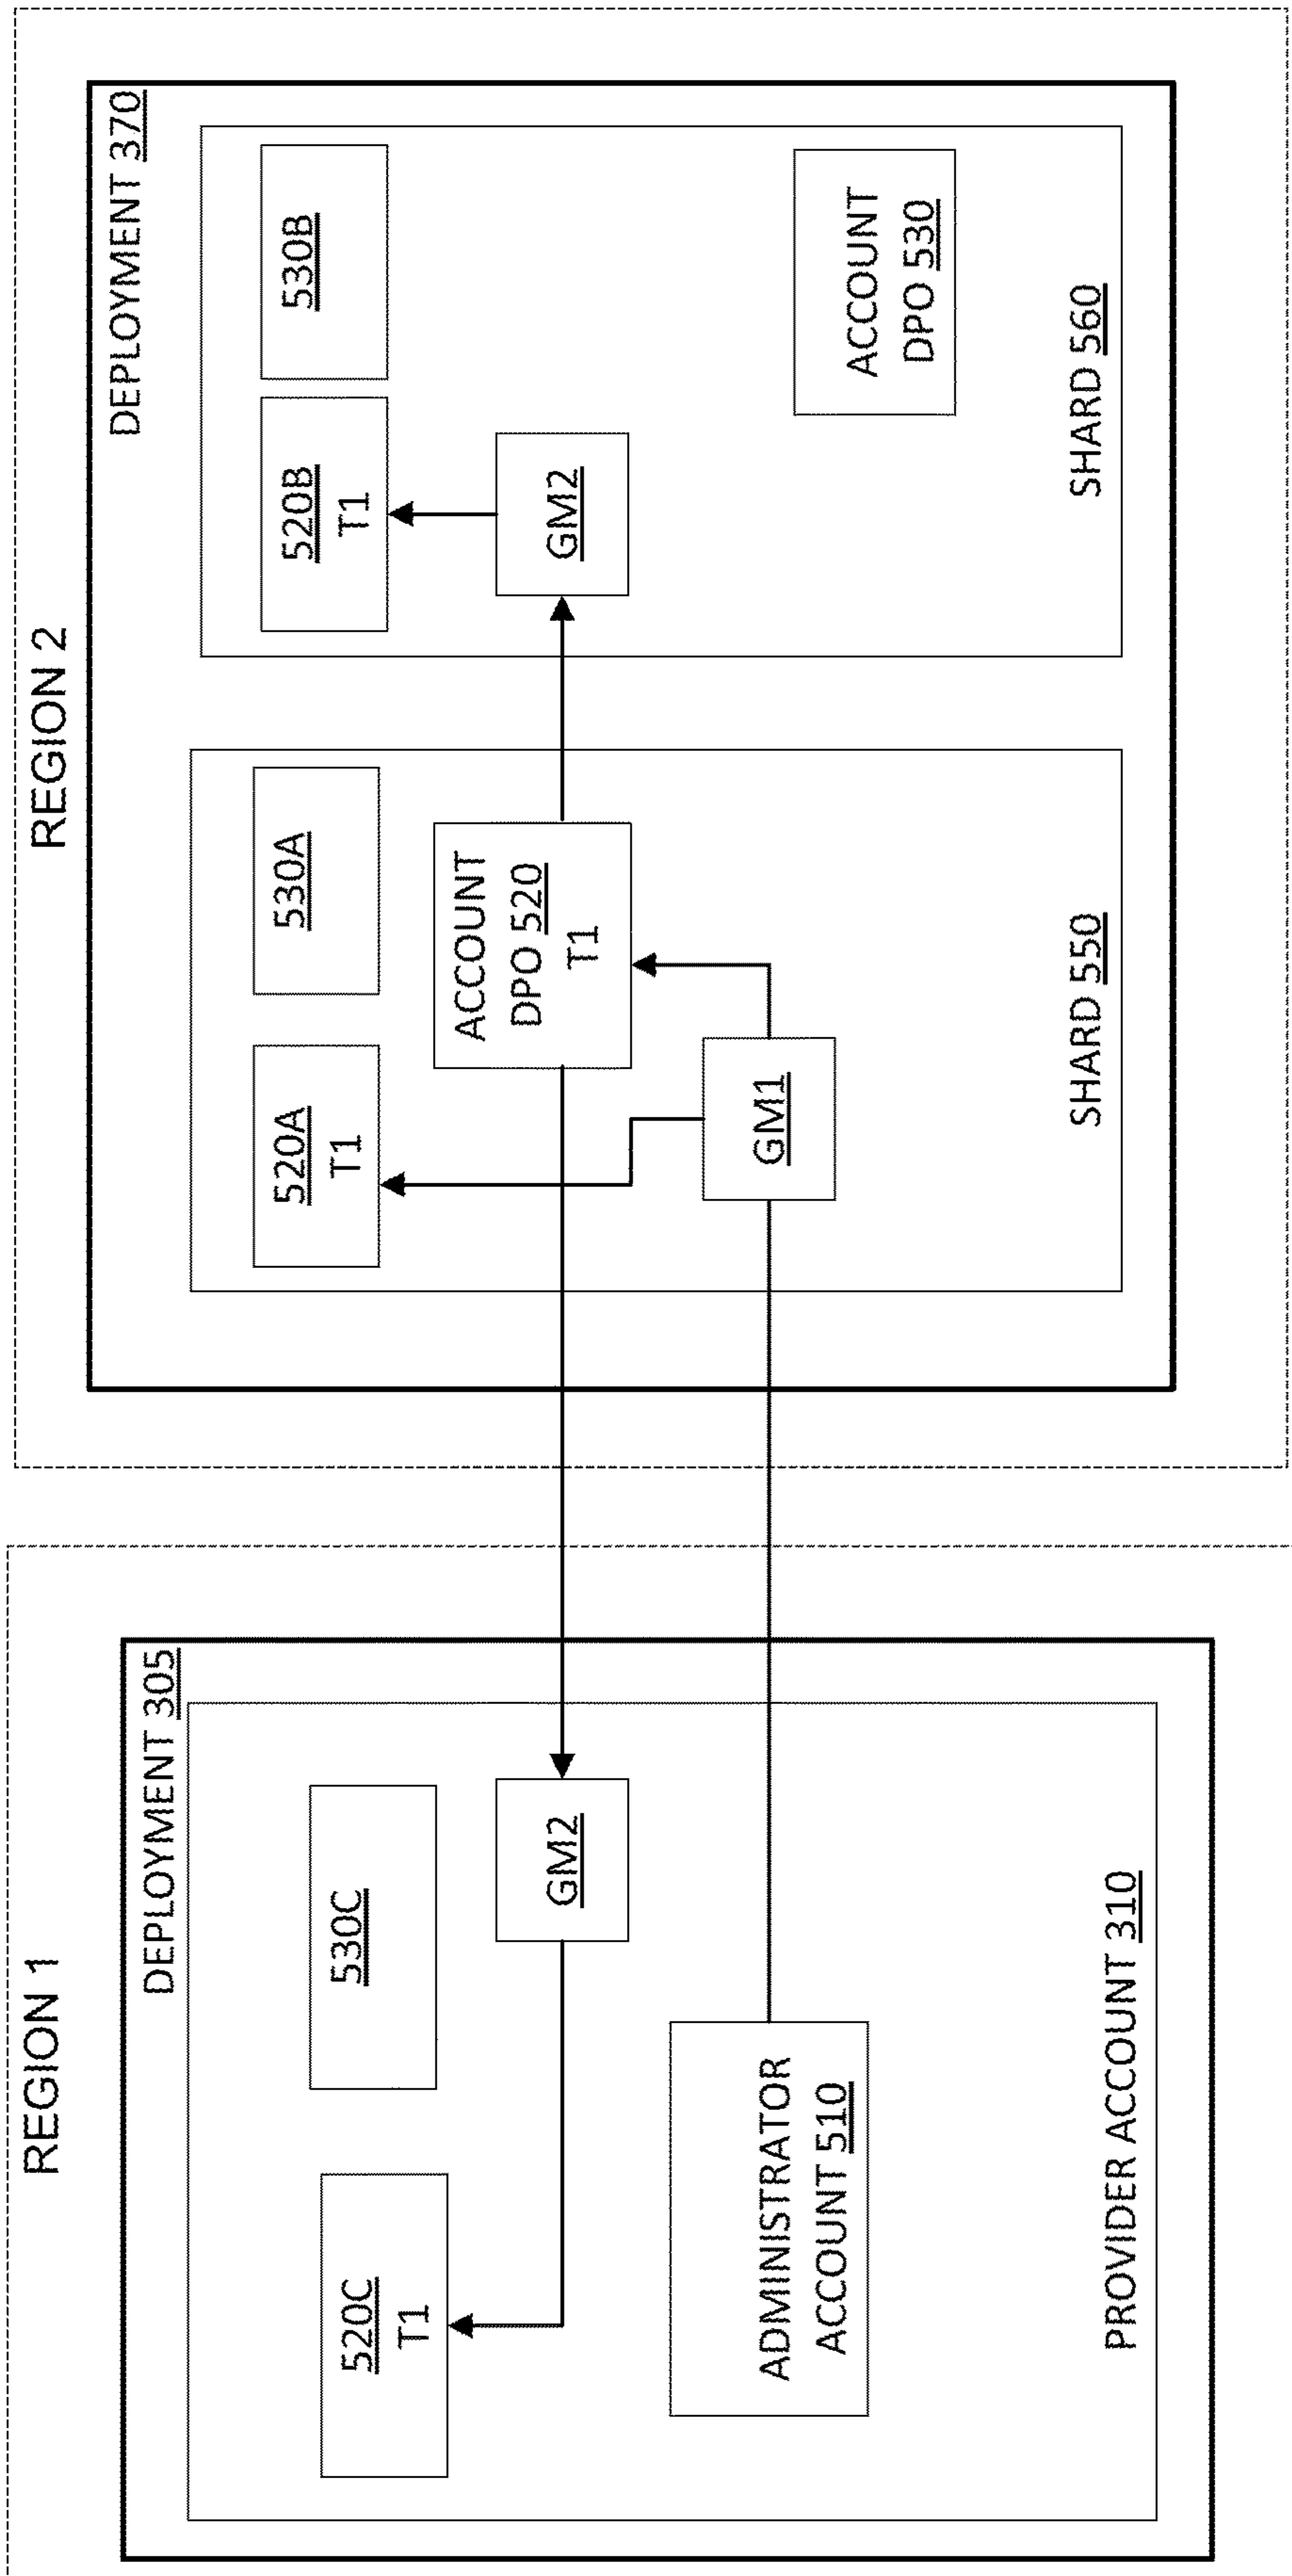 REGION 1
DEPLOYMENT 305
520C
T1
530C
GM2
ADMINISTRATOR
ACCOUNT 510
PROVIDER ACCOUNT 310
REGION 2
DEPLOYMENT 370
520A
T1
530A
ACCOUNT
DPO 520
T1
GM1
SHARD 550
520B
T1
530B
GM2
ACCOUNT
DPO 530
SHARD 560